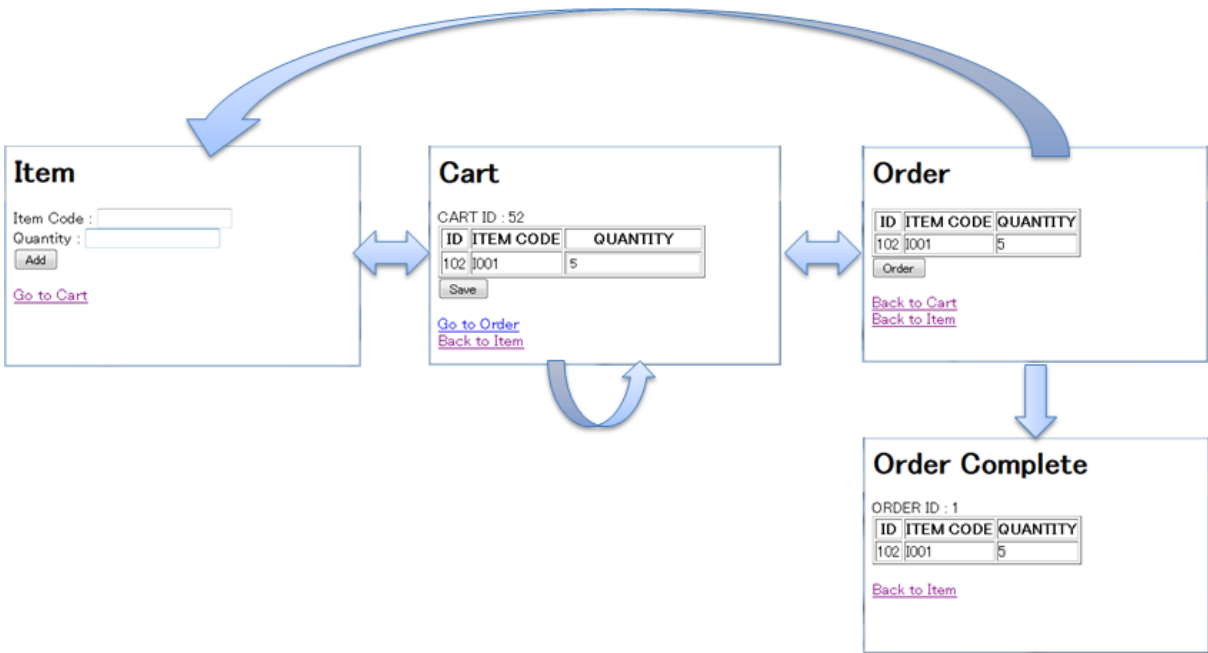 Item
Item Code :
Quantity :
Add
Go to Cart
Cart
CART ID : 52
ID ITEM CODE QUANTITY
102 I001 5
Save
Go to Order
Back to Item
Order
ID ITEM CODE QUANTITY
102 I001 5
Order
Back to Cart
Back to Item
Order Complete
ORDER ID : 1
ID ITEM CODE QUANTITY
102 I001 5
Back to Item